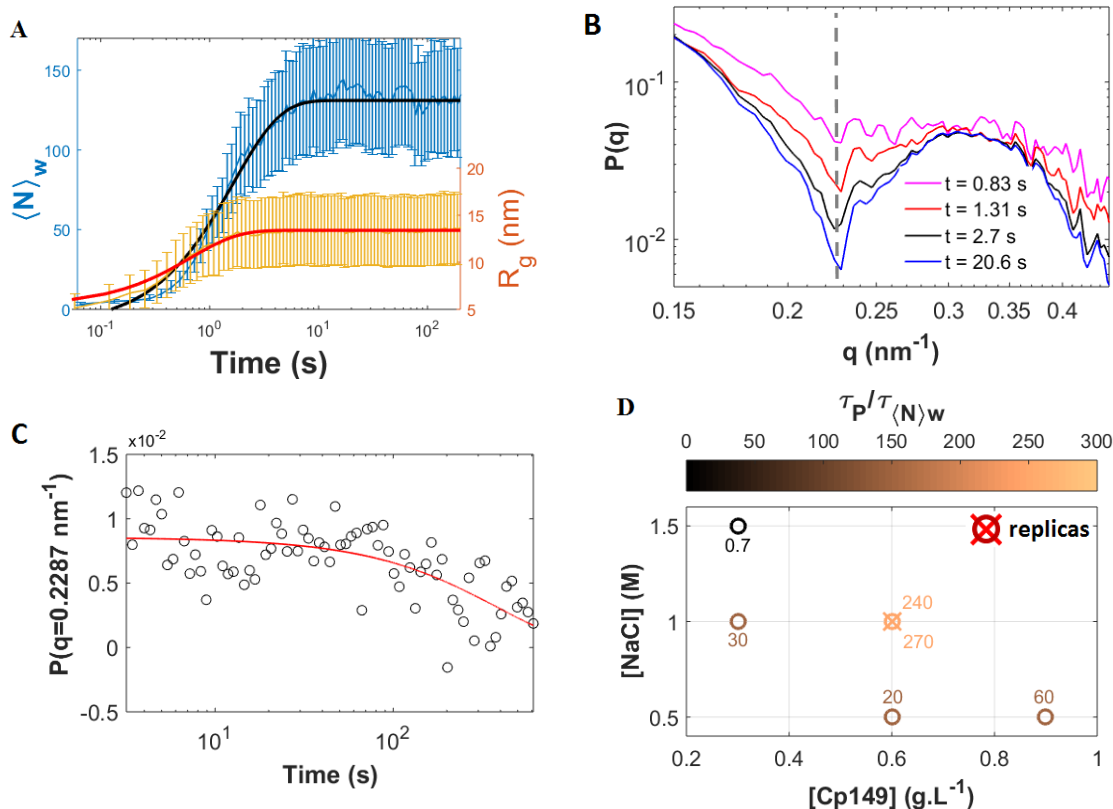 A
150
100
50
0
⟨N⟩w
20
15
10
5
Rg (nm)
10⁻¹
10⁰
10¹
10²
Time (s)
B
10⁻¹
10⁻²
P(q)
t = 0.83 s
t = 1.31 s
t = 2.7 s
t = 20.6 s
0.15
0.2
0.25
0.3
0.35
0.4
q (nm⁻¹)
C
×10⁻²
1.5
1.0
0.5
0
-0.5
P(q=0.2287 nm⁻¹)
10¹
10²
Time (s)
D
τP/τ⟨N⟩w
0
50
100
150
200
250
300
1.5
1
0.5
[NaCl] (M)
replicas
0.7
240
30
270
20
60
0.2
0.4
0.6
0.8
1
[Cp149] (g.L⁻¹)